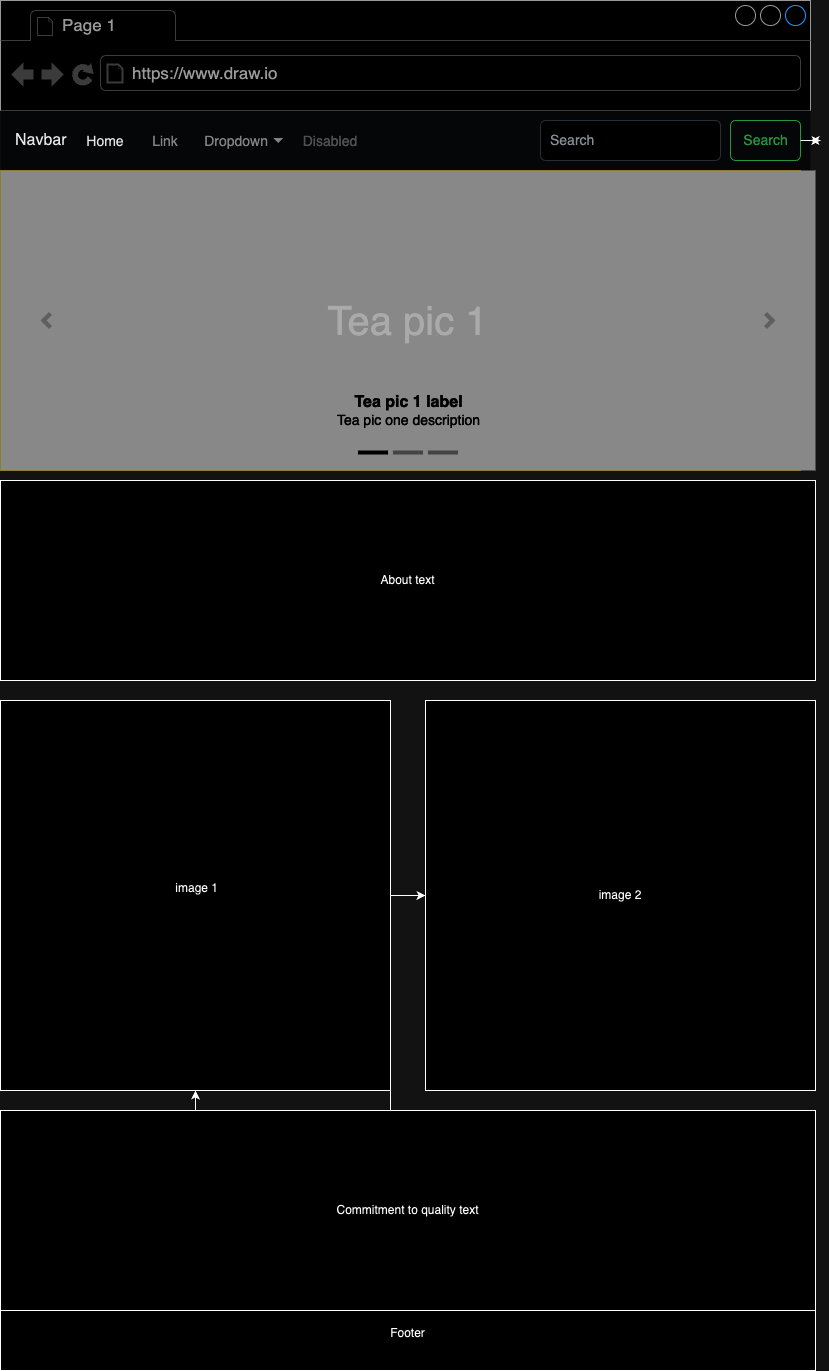 Page 1
https://www.draw.io
Navbar Home Link Dropdown Disabled Search Search
Tea pic 1
Tea pic 1 label
Tea pic one description
About text
image 1
image 2
Commitment to quality text
Footer